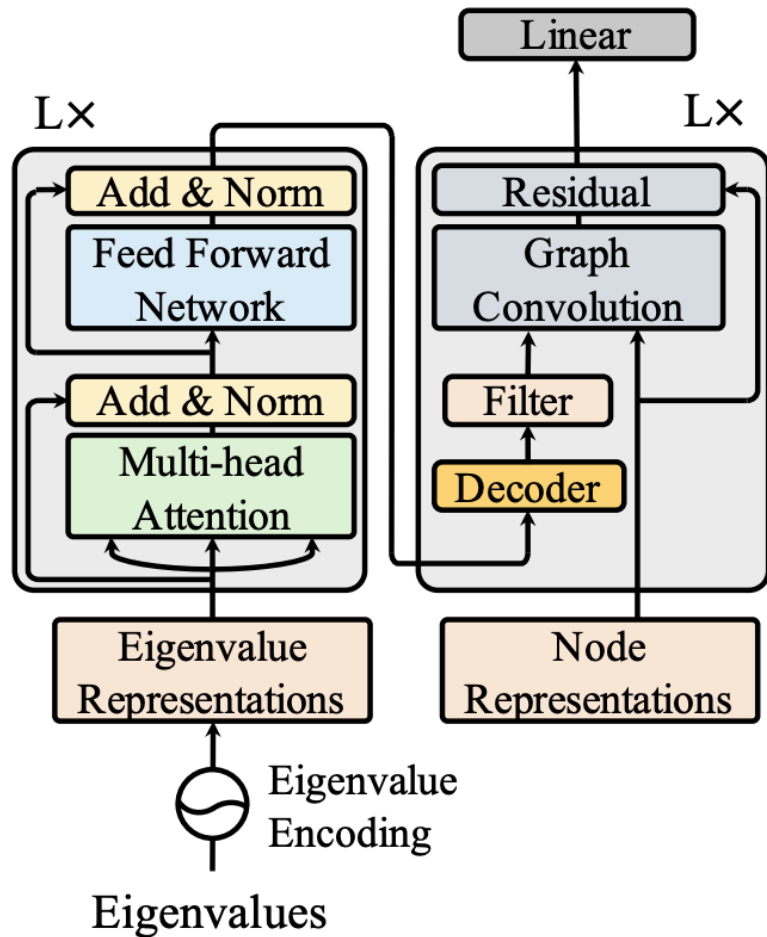 Linear
L×
L×
Add & Norm
Feed Forward
Network
Add & Norm
Multi-head
Attention
Eigenvalue
Representations
Eigenvalue
Encoding
Eigenvalues
Residual
Graph
Convolution
Filter
Decoder
Node
Representations